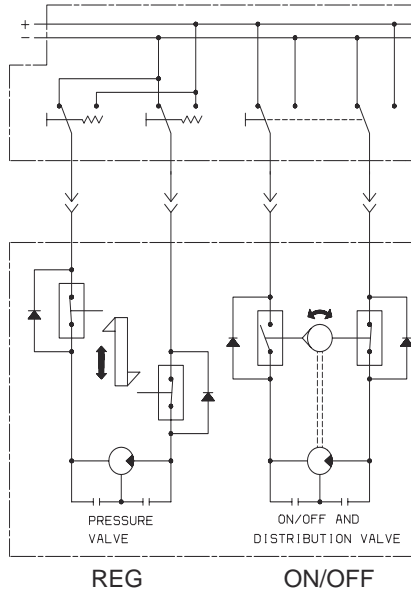 +
−
PRESSURE
VALVE
ON/OFF AND
DISTRIBUTION VALVE
REG
ON/OFF